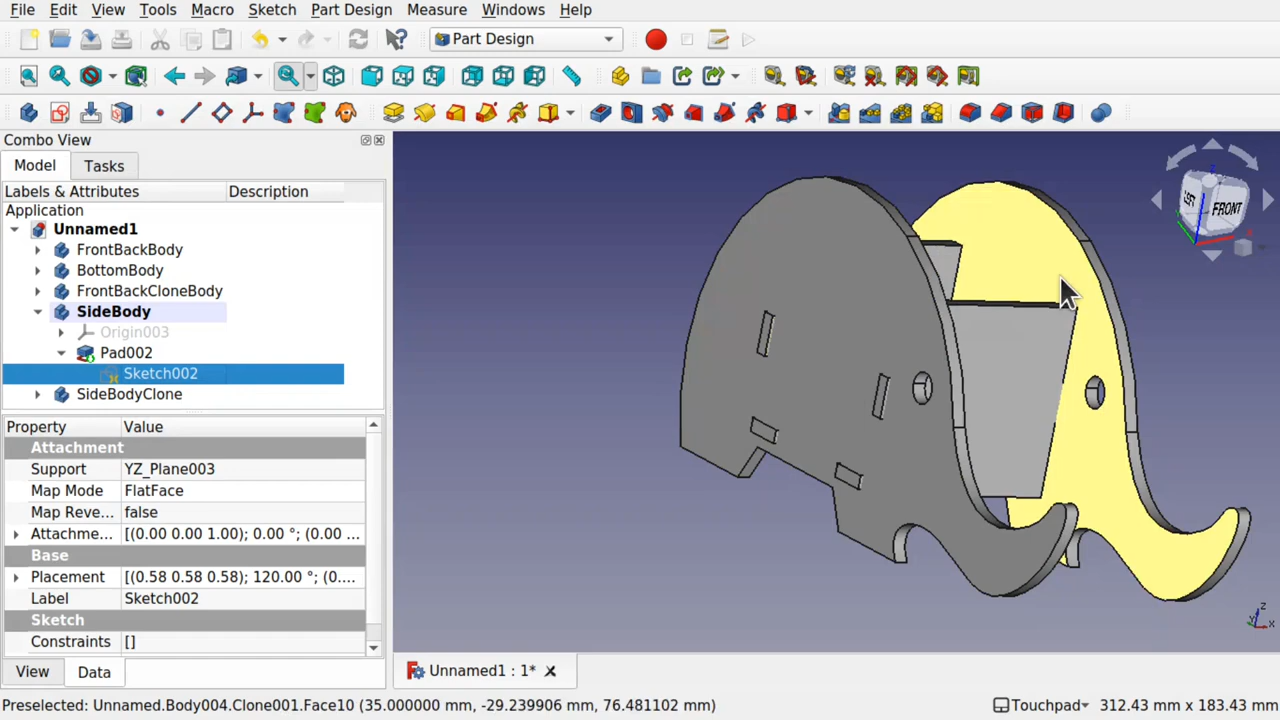 File Edit View Tools Macro Sketch Part Design Measure Windows Help
Part Design
Combo View
Model Tasks
Labels & Attributes Description
Application
Unnamed1
FrontBackBody
BottomBody
FrontBackCloneBody
SideBody
Origin003
Pad002
Sketch002
SideBodyClone
Property Value
Attachment
Support YZ_Plane003
Map Mode FlatFace
Map Reve... false
Attachme... [(0.00 0.00 1.00); 0.00 °; (0.00 ...
Base
Placement [(0.58 0.58 0.58); 120.00 °; (0....
Label Sketch002
Sketch
Constraints []
View Data
LEFT FRONT
Z
X
Unnamed1 : 1*
Preselected: Unnamed.Body004.Clone001.Face10 (35.000000 mm, -29.239906 mm, 76.481102 mm)
Touchpad 312.43 mm x 183.43 mm